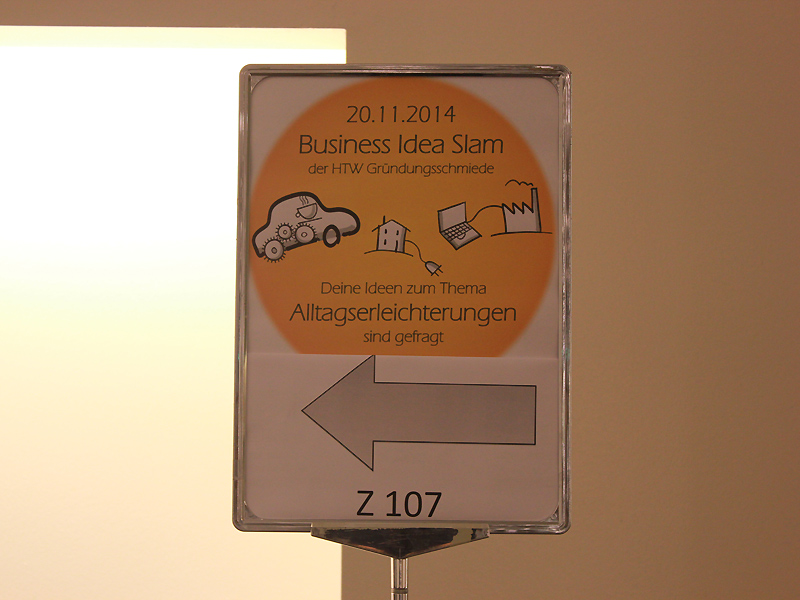 20.11.2014
Business Idea Slam
der HTW Gründungsschmiede
Deine Ideen zum Thema
Alltagserleichterungen
sind gefragt
Z 107